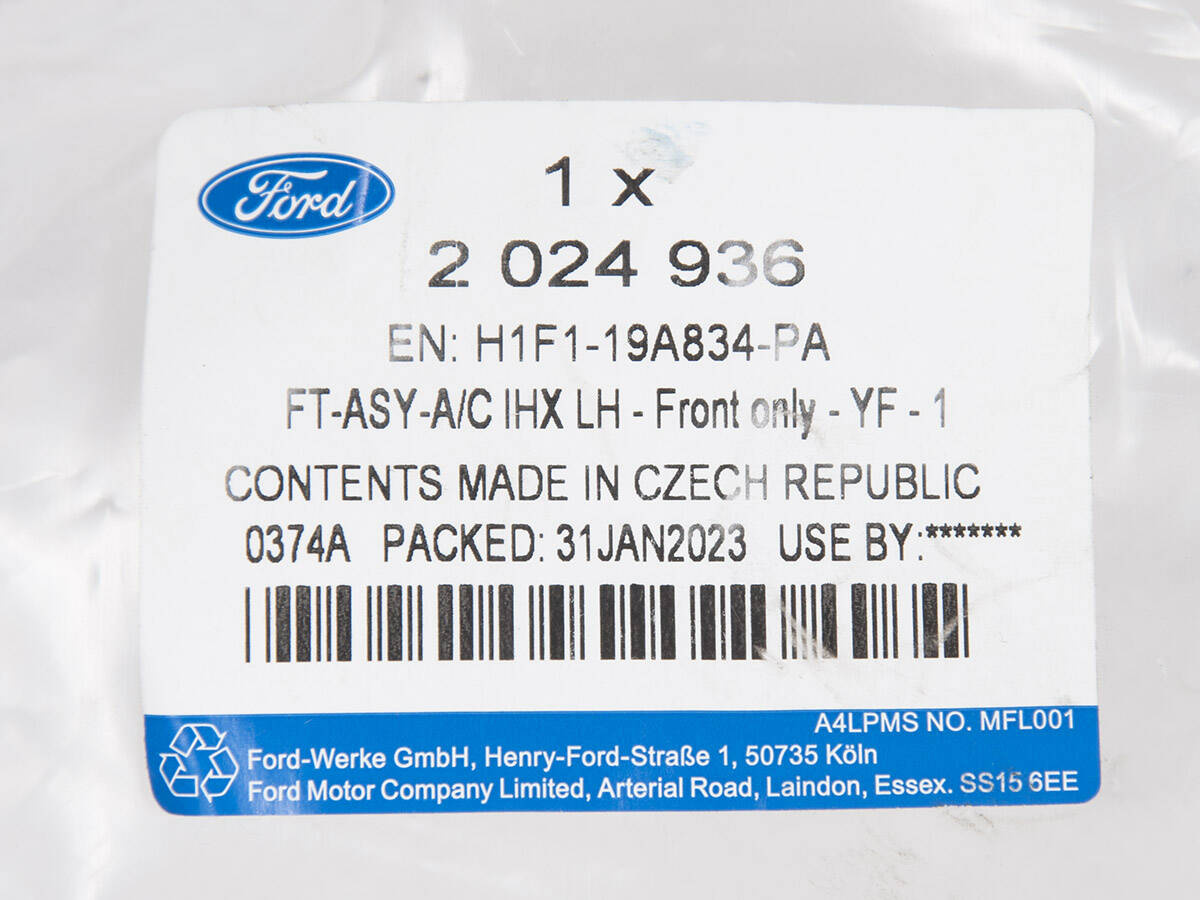 Ford
1 x
2 024 936
EN: H1F1-19A834-PA
FT-ASY-A/C IHX LH - Front only - YF - 1
CONTENTS MADE IN CZECH REPUBLIC
0374A PACKED: 31JAN2023 USE BY:*******
A4LPMS NO. MFL001
Ford-Werke GmbH, Henry-Ford-Straße 1, 50735 Köln
Ford Motor Company Limited, Arterial Road, Laindon, Essex. SS15 6EE